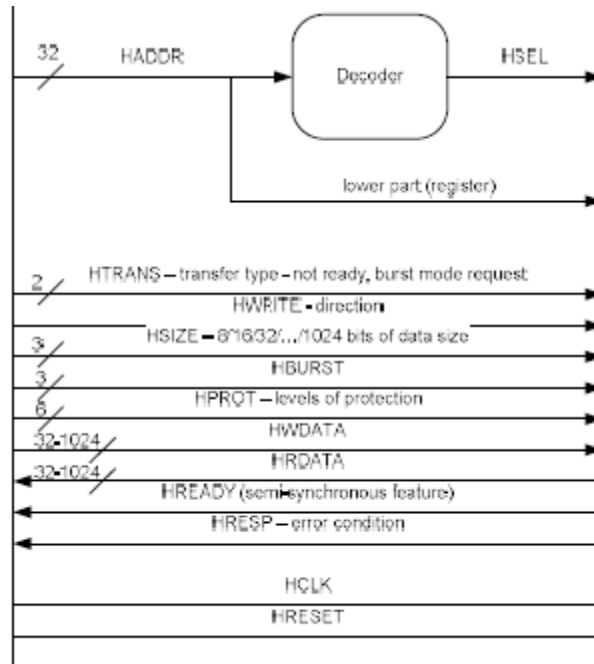 32
HADDR
Decoder
HSEL
lower part (register)
HTRANS – transfer type – not ready, burst mode request
2
HWRITE - direction
HSIZE – 8/16/32/.../1024 bits of data size
3
HBURST
3
HPROT – levels of protection
6
HWDATA
32-1024
HRDATA
32-1024
HREADY (semi-synchronous feature)
HRESP – error condition
HCLK
HRESET